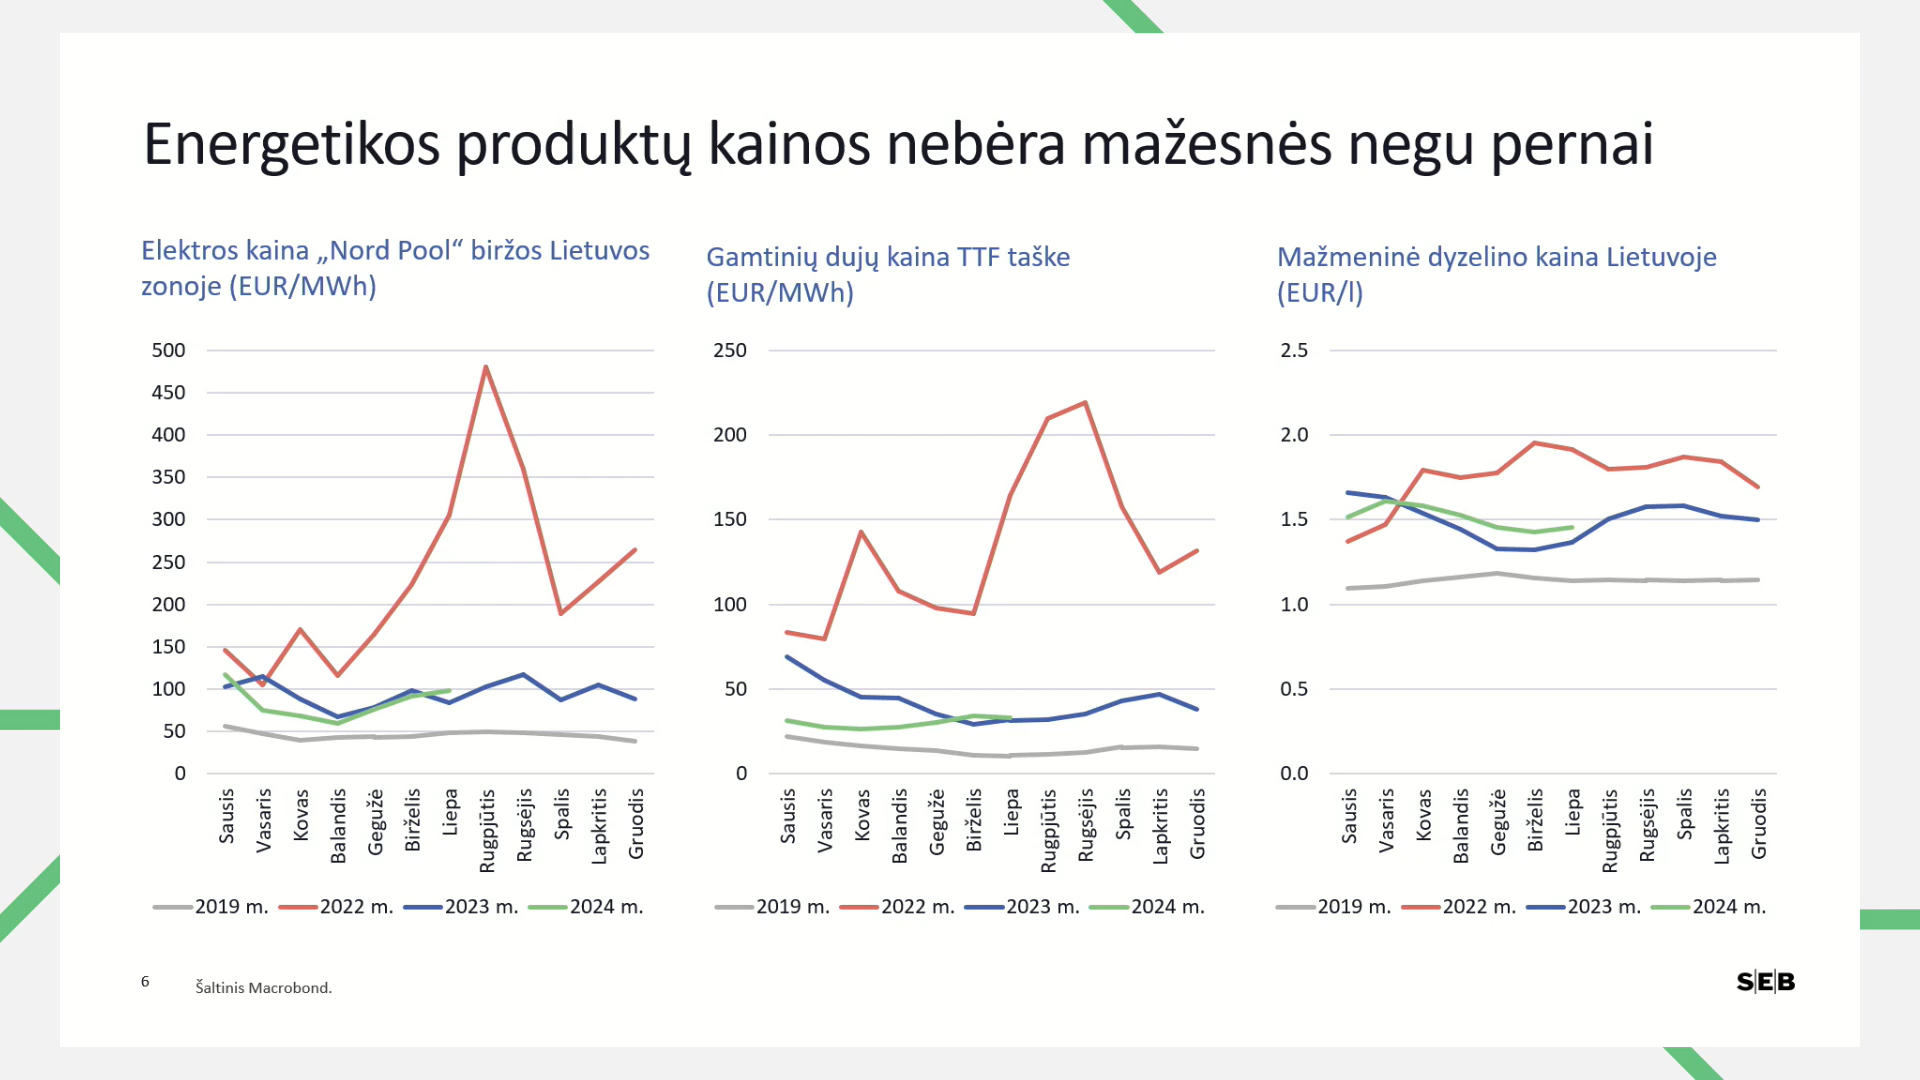 Energetikos produktų kainos nebėra mažesnės negu pernai
Elektros kaina „Nord Pool“ biržos Lietuvos
zonoje (EUR/MWh)
500
450
400
350
300
250
200
150
100
50
0
Sausis
Vasaris
Kovas
Balandis
Gegužė
Birželis
Liepa
Rugpjūtis
Rugsėjis
Spalis
Lapkritis
Gruodis
2019 m. 2022 m. 2023 m. 2024 m.
Gamtinių dujų kaina TTF taške
(EUR/MWh)
250
200
150
100
50
0
Sausis
Vasaris
Kovas
Balandis
Gegužė
Birželis
Liepa
Rugpjūtis
Rugsėjis
Spalis
Lapkritis
Gruodis
2019 m. 2022 m. 2023 m. 2024 m.
Mažmeninė dyzelino kaina Lietuvoje
(EUR/l)
2.5
2.0
1.5
1.0
0.5
0.0
Sausis
Vasaris
Kovas
Balandis
Gegužė
Birželis
Liepa
Rugpjūtis
Rugsėjis
Spalis
Lapkritis
Gruodis
2019 m. 2022 m. 2023 m. 2024 m.
6
Šaltinis Macrobond.
SEB